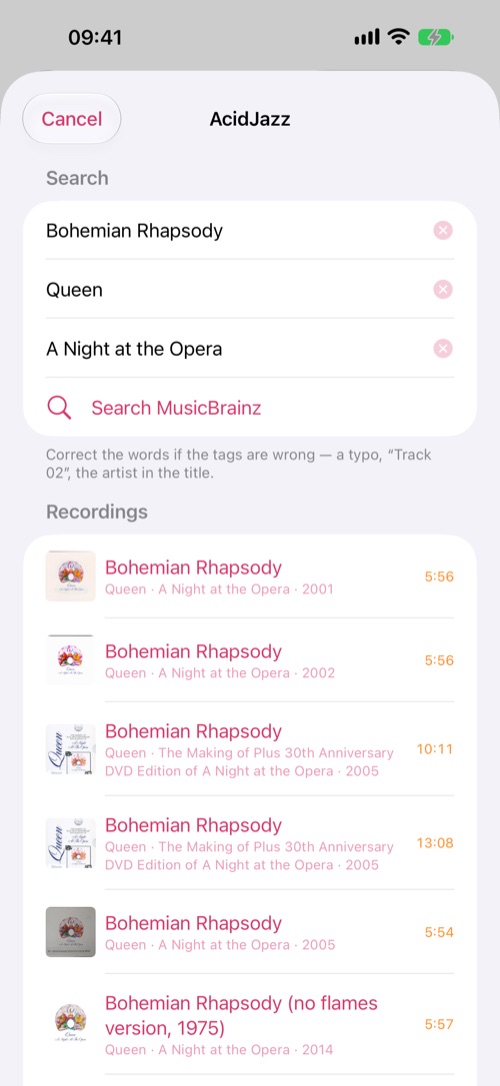 09:41
Cancel
AcidJazz
Search
Bohemian Rhapsody
Queen
A Night at the Opera
Search MusicBrainz
Correct the words if the tags are wrong — a typo, “Track
02”, the artist in the title.
Recordings
Bohemian Rhapsody
Queen · A Night at the Opera · 2001
5:56
Bohemian Rhapsody
Queen · A Night at the Opera · 2002
5:56
Bohemian Rhapsody
Queen · The Making of Plus 30th Anniversary
DVD Edition of A Night at the Opera · 2005
10:11
Bohemian Rhapsody
Queen · The Making of Plus 30th Anniversary
DVD Edition of A Night at the Opera · 2005
13:08
Bohemian Rhapsody
Queen · A Night at the Opera · 2005
5:54
Bohemian Rhapsody (no flames
version, 1975)
Queen · A Night at the Opera · 2014
5:57